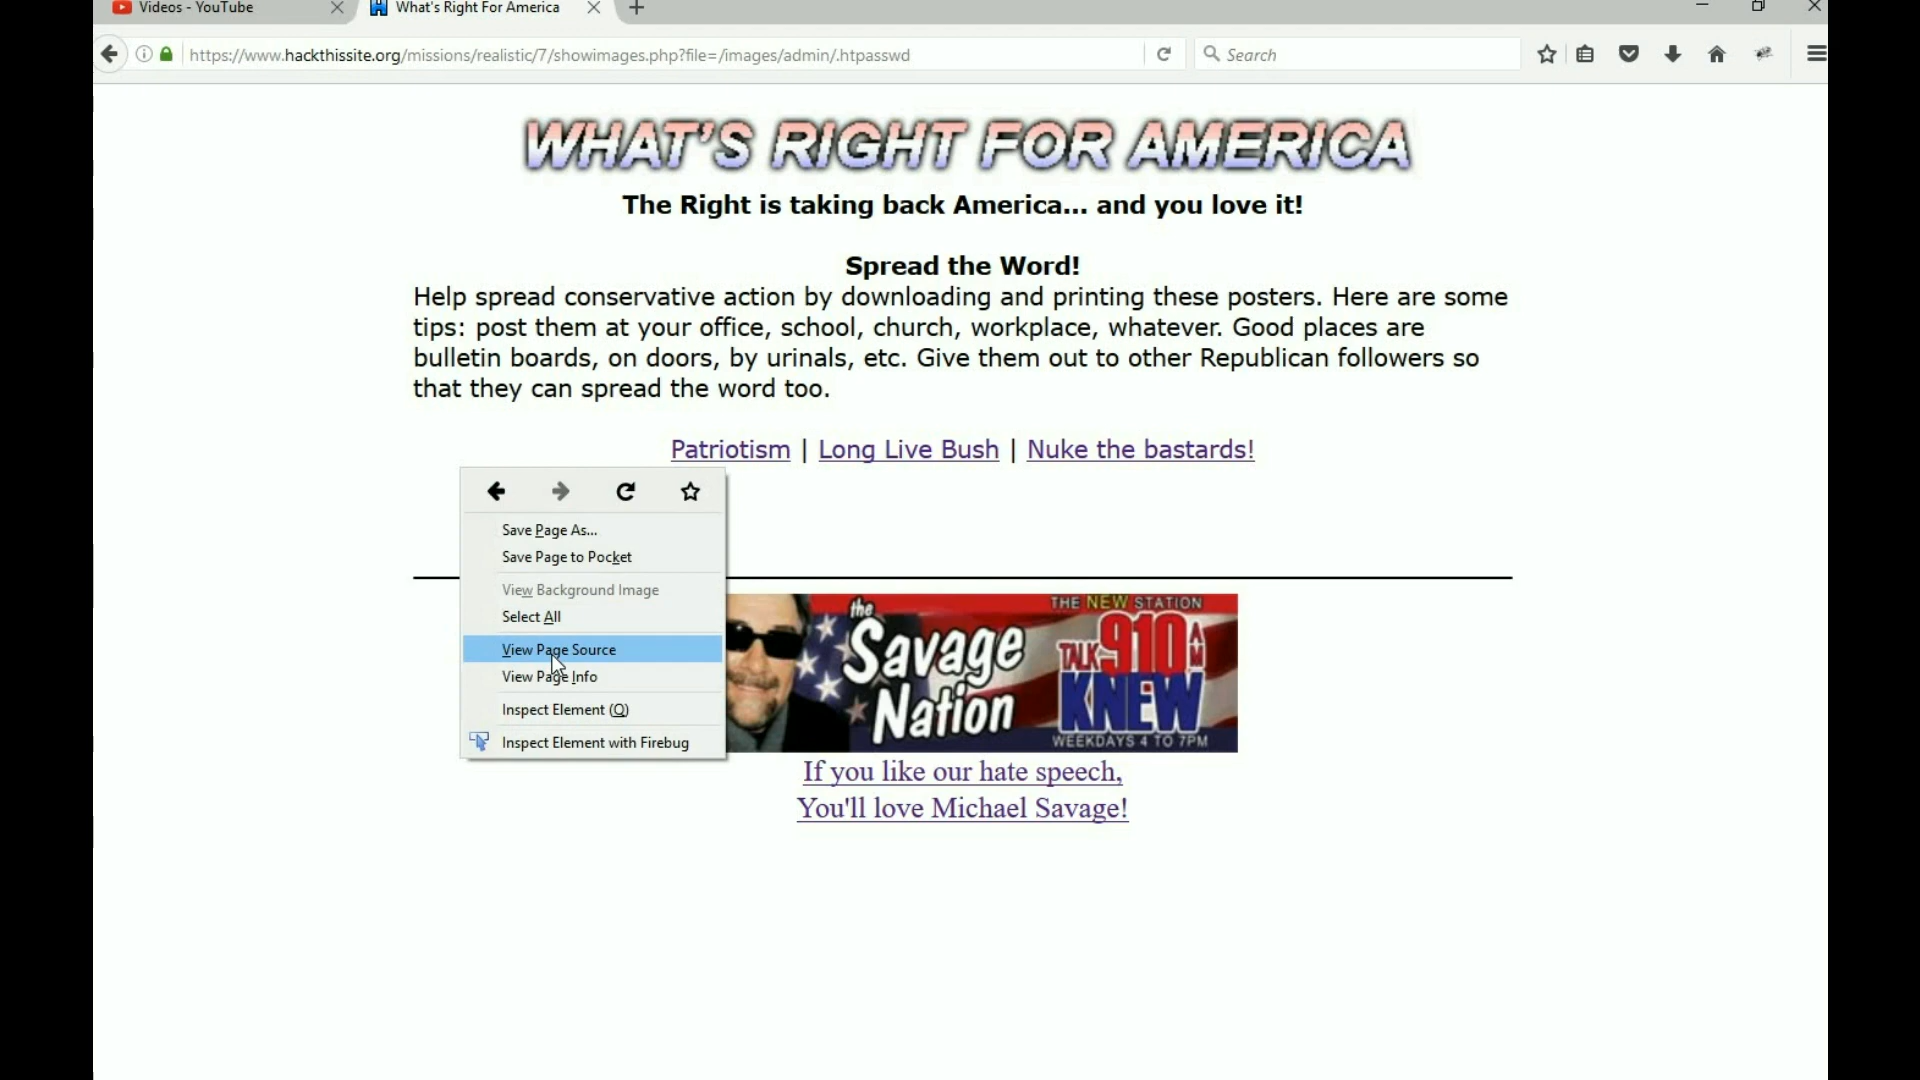 Videos - YouTube
What's Right For America
https://www.hackthissite.org/missions/realistic/7/showimages.php?file=/images/admin/.htpasswd
Search
WHAT'S RIGHT FOR AMERICA
The Right is taking back America... and you love it!
Spread the Word!
Help spread conservative action by downloading and printing these posters. Here are some
tips: post them at your office, school, church, workplace, whatever. Good places are
bulletin boards, on doors, by urinals, etc. Give them out to other Republican followers so
that they can spread the word too.
Patriotism | Long Live Bush | Nuke the bastards!
Save Page As...
Save Page to Pocket
View Background Image
Select All
View Page Source
View Page Info
Inspect Element (Q)
Inspect Element with Firebug
the
Savage
Nation
THE NEW STATION
TALK 910 AM
KNEW
WEEKDAYS 4 TO 7PM
If you like our hate speech,
You'll love Michael Savage!